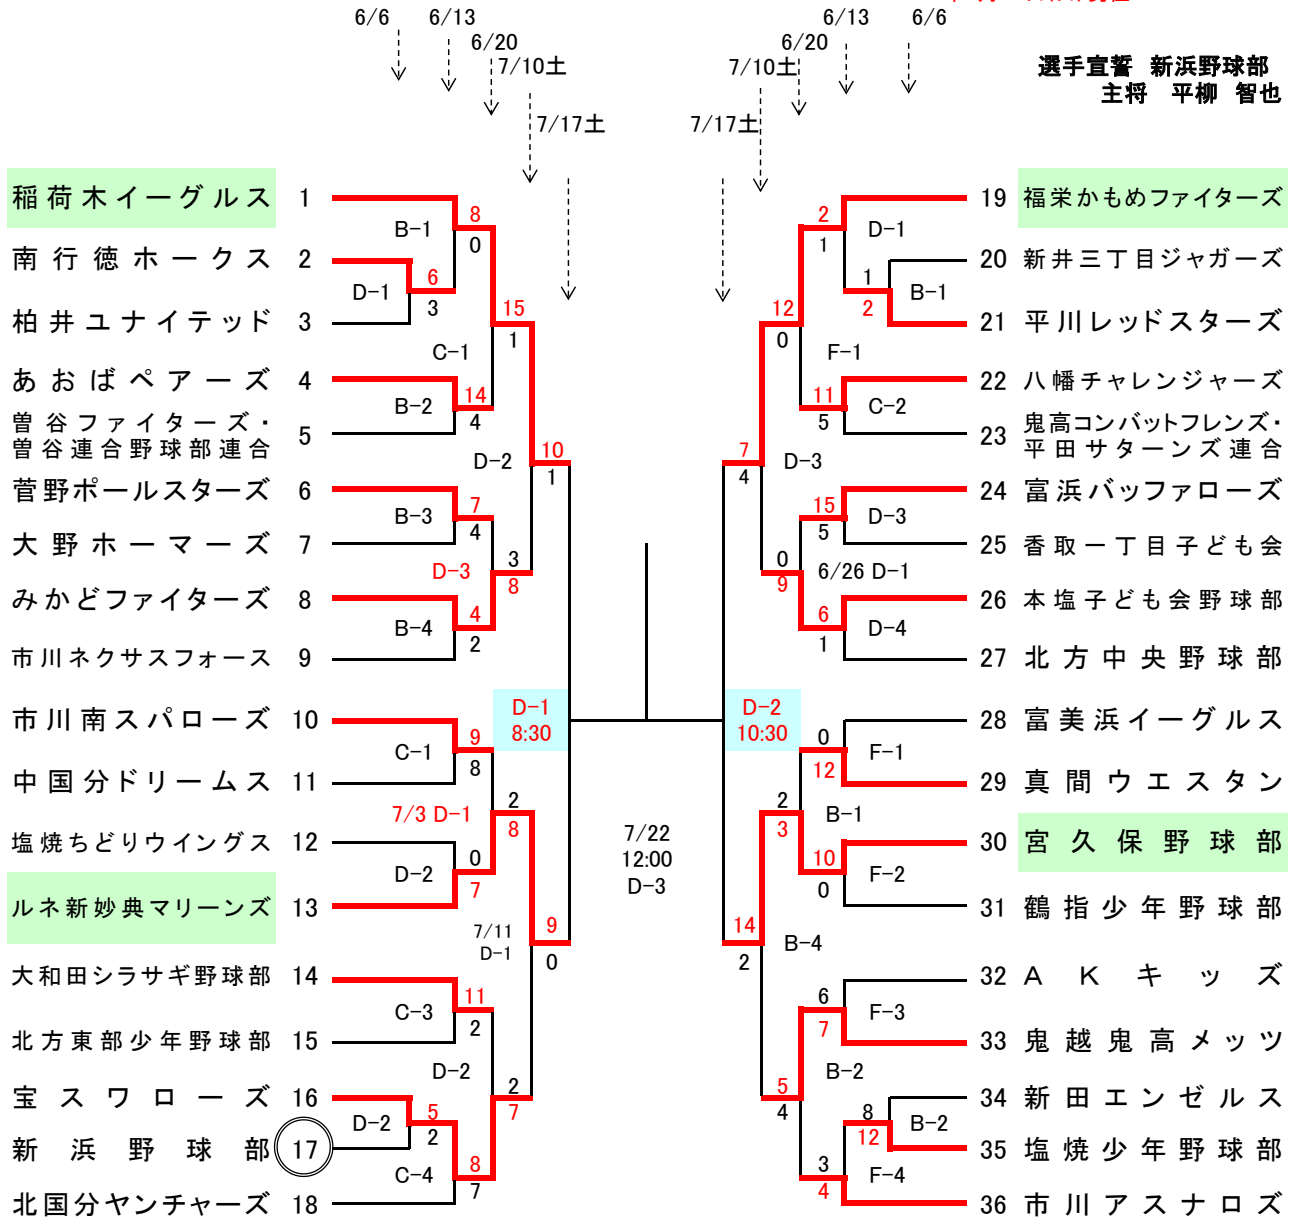 6/6
6/13
6/20
7/10土
7/17土
6/13
6/6
6/20
7/10土
7/17土
選手宣誓 新浜野球部
主将 平柳 智也
稲荷木イーグルス 1
南行徳ホークス 2
柏井ユナイテッド 3
あおばペアーズ 4
曽谷ファイターズ・
曽谷連合野球部連合 5
菅野ポールスターズ 6
大野ホーマーズ 7
みかどファイターズ 8
市川ネクサスフォース 9
市川南スパローズ 10
中国分ドリームス 11
塩焼ちどりウイングス 12
ルネ新妙典マリーンズ 13
大和田シラサギ野球部 14
北方東部少年野球部 15
宝スワローズ 16
新浜野球部 17
北国分ヤンチャーズ 18
B-1
8
0
D-1
6
3
C-1
15
1
B-2
14
4
D-2
10
1
B-3
7
4
D-3
3
8
B-4
4
2
D-1
8:30
C-1
9
8
7/3 D-1
2
8
D-2
0
7
7/11
D-1
9
0
C-3
11
2
D-2
2
7
D-2
5
2
C-4
8
7
7/22
12:00
D-3
19 福栄かもめファイターズ
20 新井三丁目ジャガーズ
21 平川レッドスターズ
22 八幡チャレンジャーズ
23 鬼高コンバットフレンズ・
平田サターンズ連合
24 富浜バッファローズ
25 香取一丁目子ども会
26 本塩子ども会野球部
27 北方中央野球部
28 富美浜イーグルス
29 真間ウエスタン
30 宮久保野球部
31 鶴指少年野球部
32 AKキッズ
33 鬼越鬼高メッツ
34 新田エンゼルス
35 塩焼少年野球部
36 市川アスナロズ
2
1
D-1
1
2
B-1
12
0
F-1
11
5
C-2
7
4
D-3
15
5
D-3
0
9
6/26 D-1
6
1
D-4
D-2
10:30
0
12
F-1
2
3
B-1
10
0
F-2
14
2
B-4
6
7
F-3
5
4
B-2
8
12
B-2
3
4
F-4